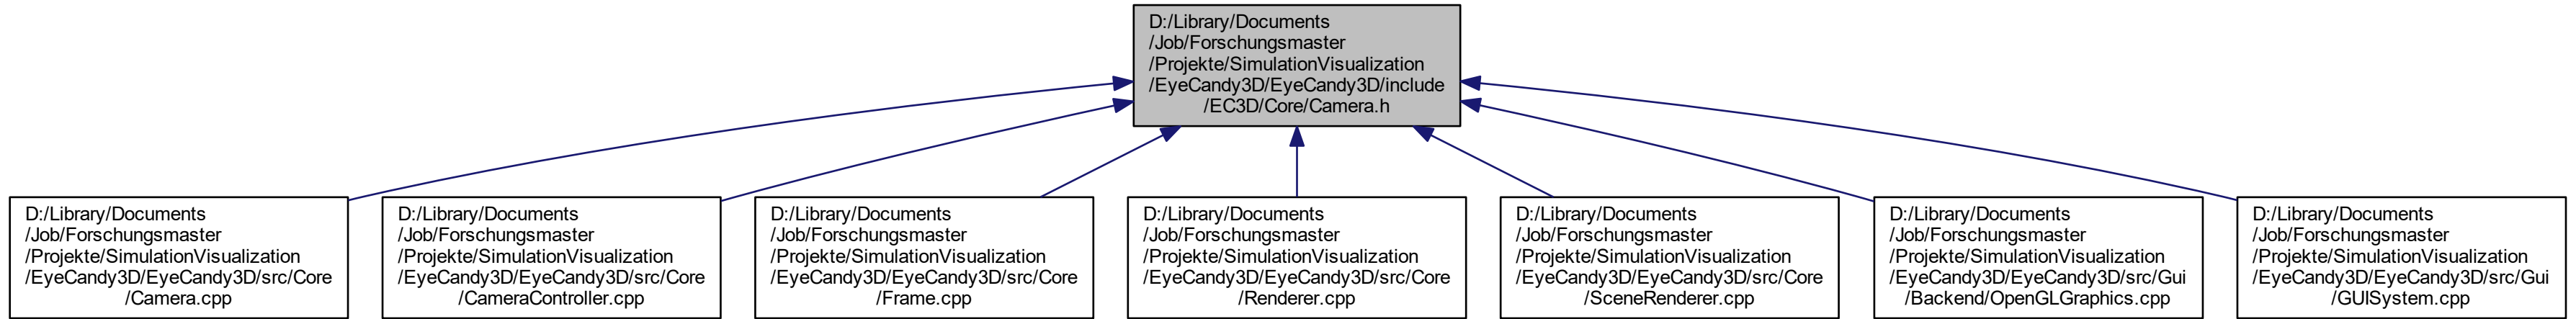 D:/Library/Documents
/Job/Forschungsmaster
/Projekte/SimulationVisualization
/EyeCandy3D/EyeCandy3D/include
/EC3D/Core/Camera.h
D:/Library/Documents
/Job/Forschungsmaster
/Projekte/SimulationVisualization
/EyeCandy3D/EyeCandy3D/src/Core
/Camera.cpp
D:/Library/Documents
/Job/Forschungsmaster
/Projekte/SimulationVisualization
/EyeCandy3D/EyeCandy3D/src/Core
/CameraController.cpp
D:/Library/Documents
/Job/Forschungsmaster
/Projekte/SimulationVisualization
/EyeCandy3D/EyeCandy3D/src/Core
/Frame.cpp
D:/Library/Documents
/Job/Forschungsmaster
/Projekte/SimulationVisualization
/EyeCandy3D/EyeCandy3D/src/Core
/Renderer.cpp
D:/Library/Documents
/Job/Forschungsmaster
/Projekte/SimulationVisualization
/EyeCandy3D/EyeCandy3D/src/Core
/SceneRenderer.cpp
D:/Library/Documents
/Job/Forschungsmaster
/Projekte/SimulationVisualization
/EyeCandy3D/EyeCandy3D/src/Gui
/Backend/OpenGLGraphics.cpp
D:/Library/Documents
/Job/Forschungsmaster
/Projekte/SimulationVisualization
/EyeCandy3D/EyeCandy3D/src/Gui
/GUISystem.cpp